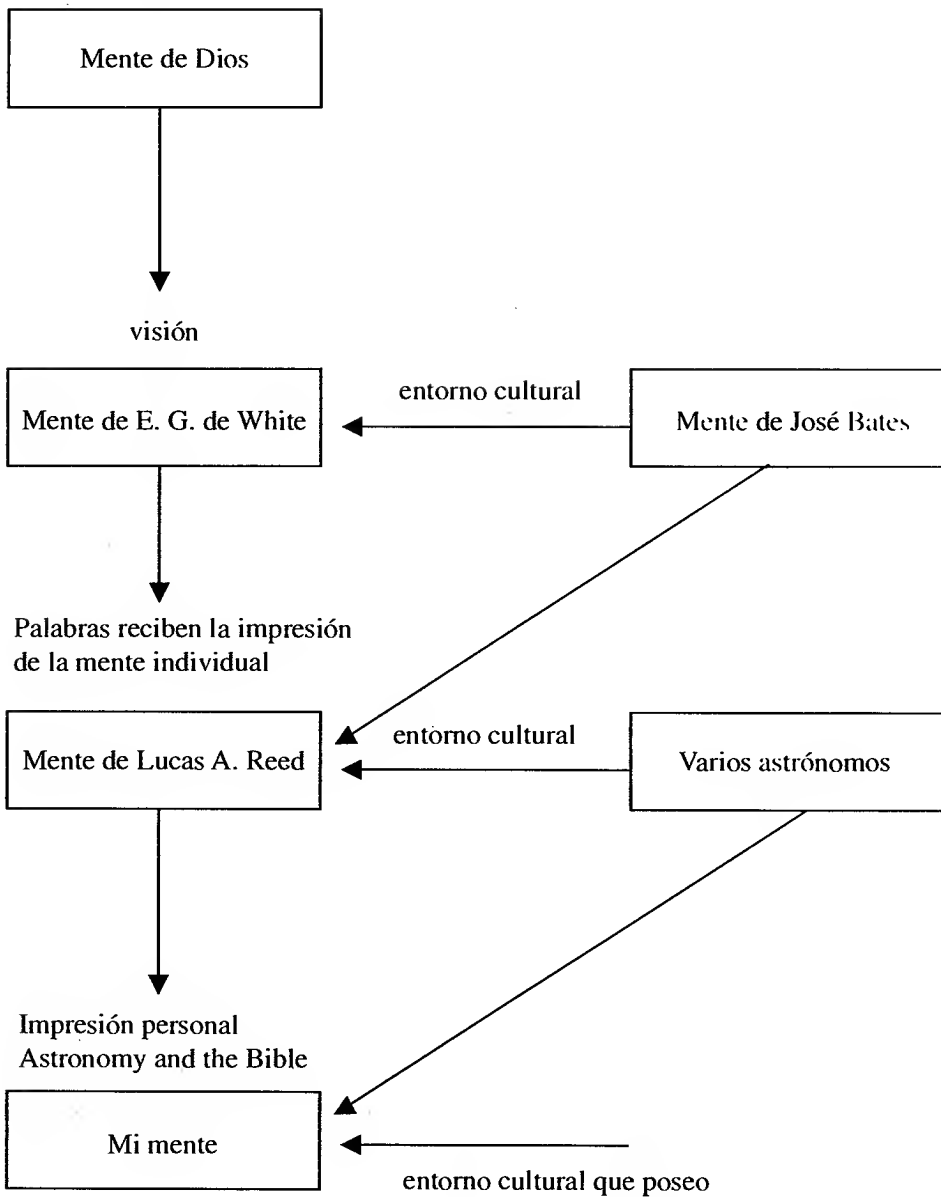 Mente de Dios
visión
Mente de E. G. de White
entorno cultural
Mente de José Bates
Palabras reciben la impresión
de la mente individual
Mente de Lucas A. Reed
entorno cultural
Varios astrónomos
Impresión personal
Astronomy and the Bible
Mi mente
entorno cultural que poseo